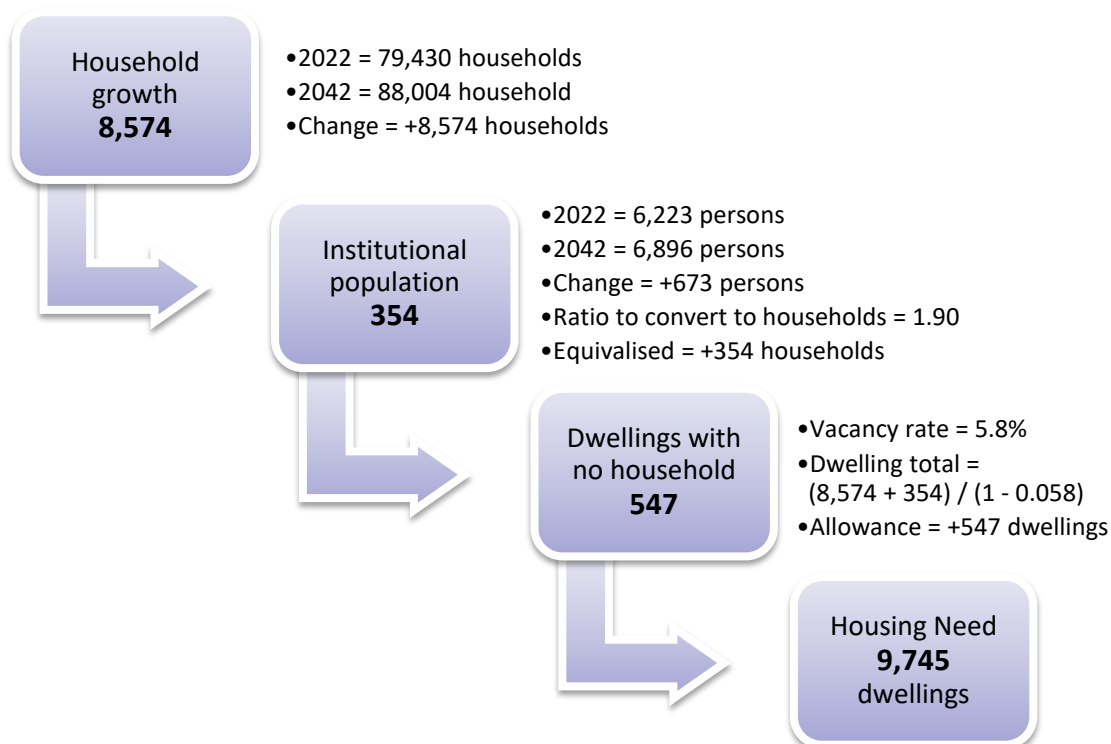 Household
growth
8,574
•2022 = 79,430 households
•2042 = 88,004 household
•Change = +8,574 households
Institutional
population
354
•2022 = 6,223 persons
•2042 = 6,896 persons
•Change = +673 persons
•Ratio to convert to households = 1.90
•Equivalised = +354 households
Dwellings with
no household
547
•Vacancy rate = 5.8%
•Dwelling total =
(8,574 + 354) / (1 - 0.058)
•Allowance = +547 dwellings
Housing Need
9,745
dwellings